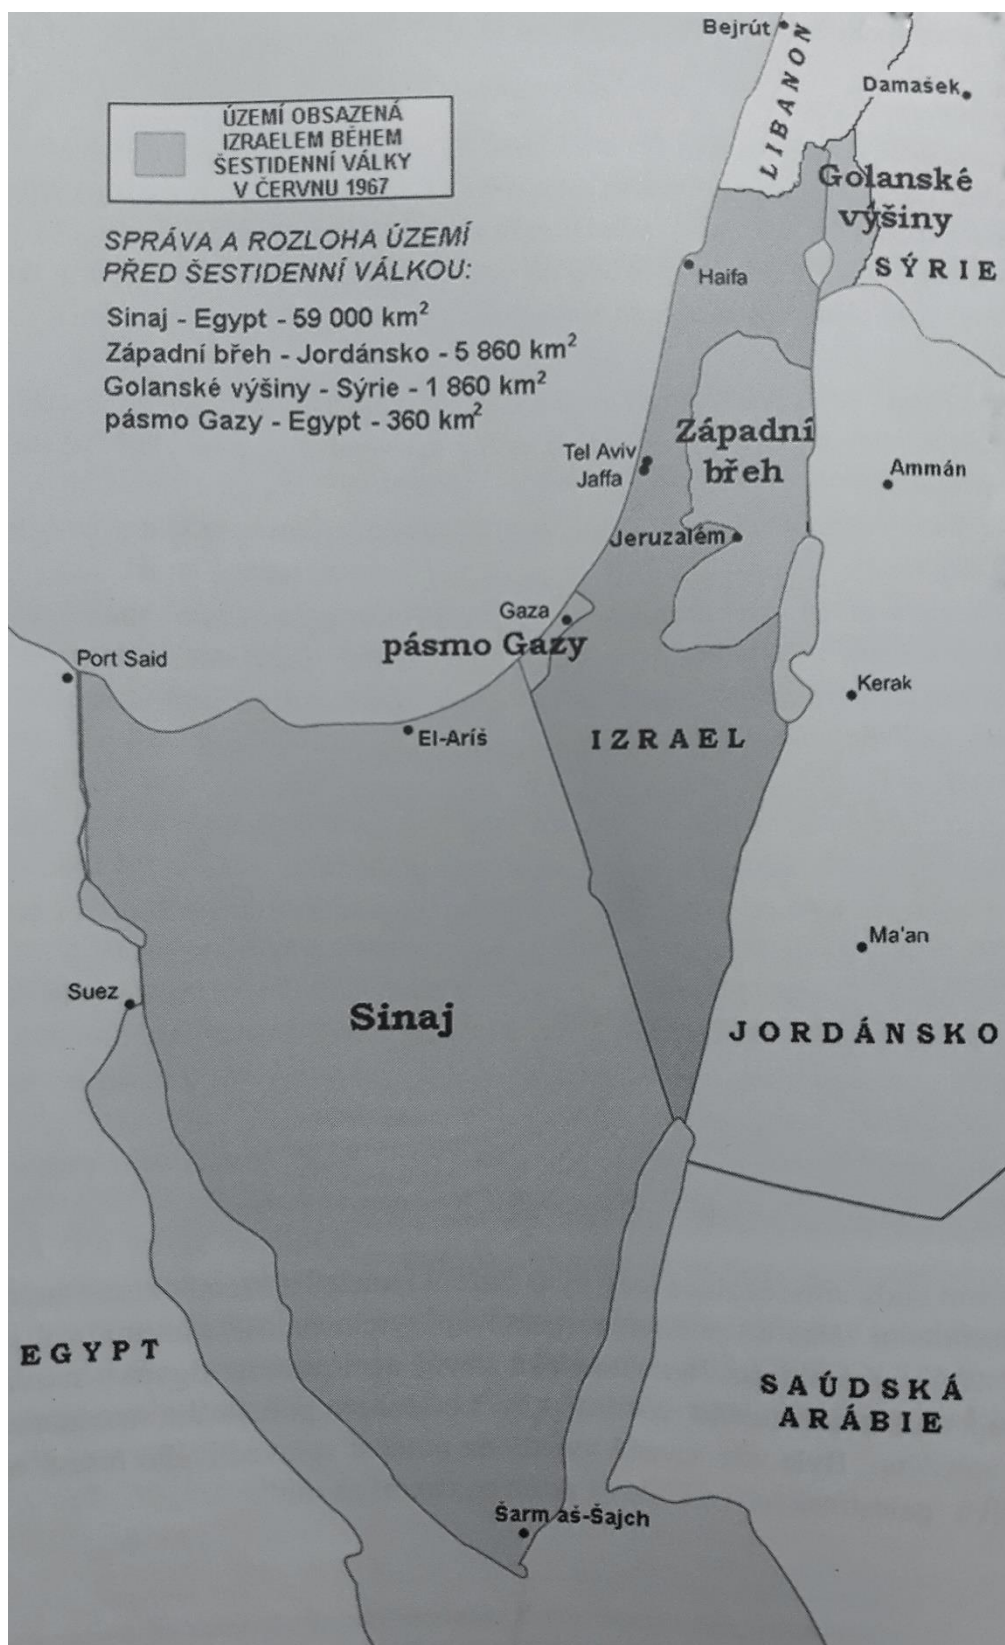 Bejrút
LIBANON
Damašek
ÚZEMÍ OBSAZENÁ
IZRAELEM BĚHEM
ŠESTIDENNÍ VÁLKY
V ČERVNU 1967
Golanské
výšiny
SÝRIE
SPRÁVA A ROZLOHA ÚZEMÍ
PŘED ŠESTIDENNÍ VÁLKOU:
Haifa
Sinaj - Egypt - 59 000 km²
Západní břeh - Jordánsko - 5 860 km²
Golanské výšiny - Sýrie - 1 860 km²
pásmo Gazy - Egypt - 360 km²
Západní
břeh
Tel Aviv
Jaffa
Ammán
Jeruzalém
Gaza
pásmo Gazy
Port Said
Kerak
El-Aríš
IZRAEL
Ma'an
Suez
Sinaj
JORDÁNSKO
EGYPT
SAÚDSKÁ
ARÁBIE
Šarm aš-Šajch